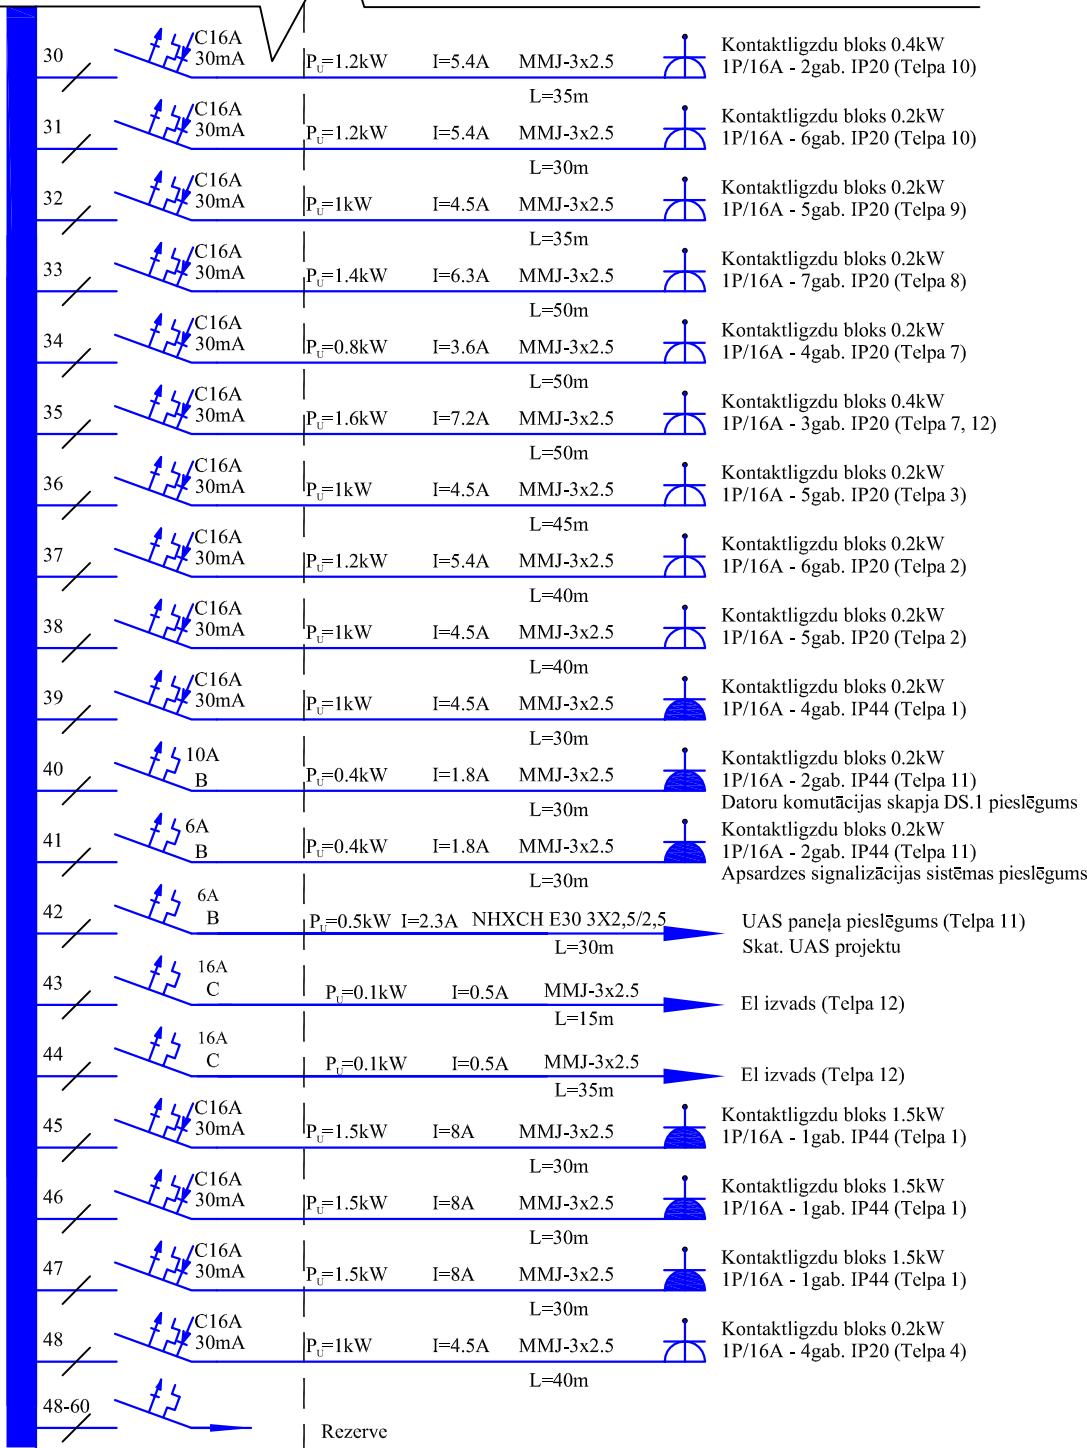 30 C16A 30mA PU=1.2kW I=5.4A MMJ-3x2.5 L=35m Kontaktligzdu bloks 0.4kW
1P/16A - 2gab. IP20 (Telpa 10)
31 C16A 30mA PU=1.2kW I=5.4A MMJ-3x2.5 L=30m Kontaktligzdu bloks 0.2kW
1P/16A - 6gab. IP20 (Telpa 10)
32 C16A 30mA PU=1kW I=4.5A MMJ-3x2.5 L=35m Kontaktligzdu bloks 0.2kW
1P/16A - 5gab. IP20 (Telpa 9)
33 C16A 30mA PU=1.4kW I=6.3A MMJ-3x2.5 L=50m Kontaktligzdu bloks 0.2kW
1P/16A - 7gab. IP20 (Telpa 8)
34 C16A 30mA PU=0.8kW I=3.6A MMJ-3x2.5 L=50m Kontaktligzdu bloks 0.2kW
1P/16A - 4gab. IP20 (Telpa 7)
35 C16A 30mA PU=1.6kW I=7.2A MMJ-3x2.5 L=50m Kontaktligzdu bloks 0.4kW
1P/16A - 3gab. IP20 (Telpa 7, 12)
36 C16A 30mA PU=1kW I=4.5A MMJ-3x2.5 L=45m Kontaktligzdu bloks 0.2kW
1P/16A - 5gab. IP20 (Telpa 3)
37 C16A 30mA PU=1.2kW I=5.4A MMJ-3x2.5 L=40m Kontaktligzdu bloks 0.2kW
1P/16A - 6gab. IP20 (Telpa 2)
38 C16A 30mA PU=1kW I=4.5A MMJ-3x2.5 L=40m Kontaktligzdu bloks 0.2kW
1P/16A - 5gab. IP20 (Telpa 2)
39 C16A 30mA PU=1kW I=4.5A MMJ-3x2.5 L=30m Kontaktligzdu bloks 0.2kW
1P/16A - 4gab. IP44 (Telpa 1)
40 10A B PU=0.4kW I=1.8A MMJ-3x2.5 L=30m Kontaktligzdu bloks 0.2kW
1P/16A - 2gab. IP44 (Telpa 11)
Datoru komutācijas skapja DS.1 pieslēgums
41 6A B PU=0.4kW I=1.8A MMJ-3x2.5 L=30m Kontaktligzdu bloks 0.2kW
1P/16A - 2gab. IP44 (Telpa 11)
Apsardzes signalizācijas sistēmas pieslēgums
42 6A B PU=0.5kW I=2.3A NHXCH E30 3X2,5/2,5 L=30m UAS paneļa pieslēgums (Telpa 11)
Skat. UAS projektu
43 16A C PU=0.1kW I=0.5A MMJ-3x2.5 L=15m El izvads (Telpa 12)
44 16A C PU=0.1kW I=0.5A MMJ-3x2.5 L=35m El izvads (Telpa 12)
45 C16A 30mA PU=1.5kW I=8A MMJ-3x2.5 L=30m Kontaktligzdu bloks 1.5kW
1P/16A - 1gab. IP44 (Telpa 1)
46 C16A 30mA PU=1.5kW I=8A MMJ-3x2.5 L=30m Kontaktligzdu bloks 1.5kW
1P/16A - 1gab. IP44 (Telpa 1)
47 C16A 30mA PU=1.5kW I=8A MMJ-3x2.5 L=30m Kontaktligzdu bloks 1.5kW
1P/16A - 1gab. IP44 (Telpa 1)
48 C16A 30mA PU=1kW I=4.5A MMJ-3x2.5 L=40m Kontaktligzdu bloks 0.2kW
1P/16A - 4gab. IP20 (Telpa 4)
48-60 Rezerve